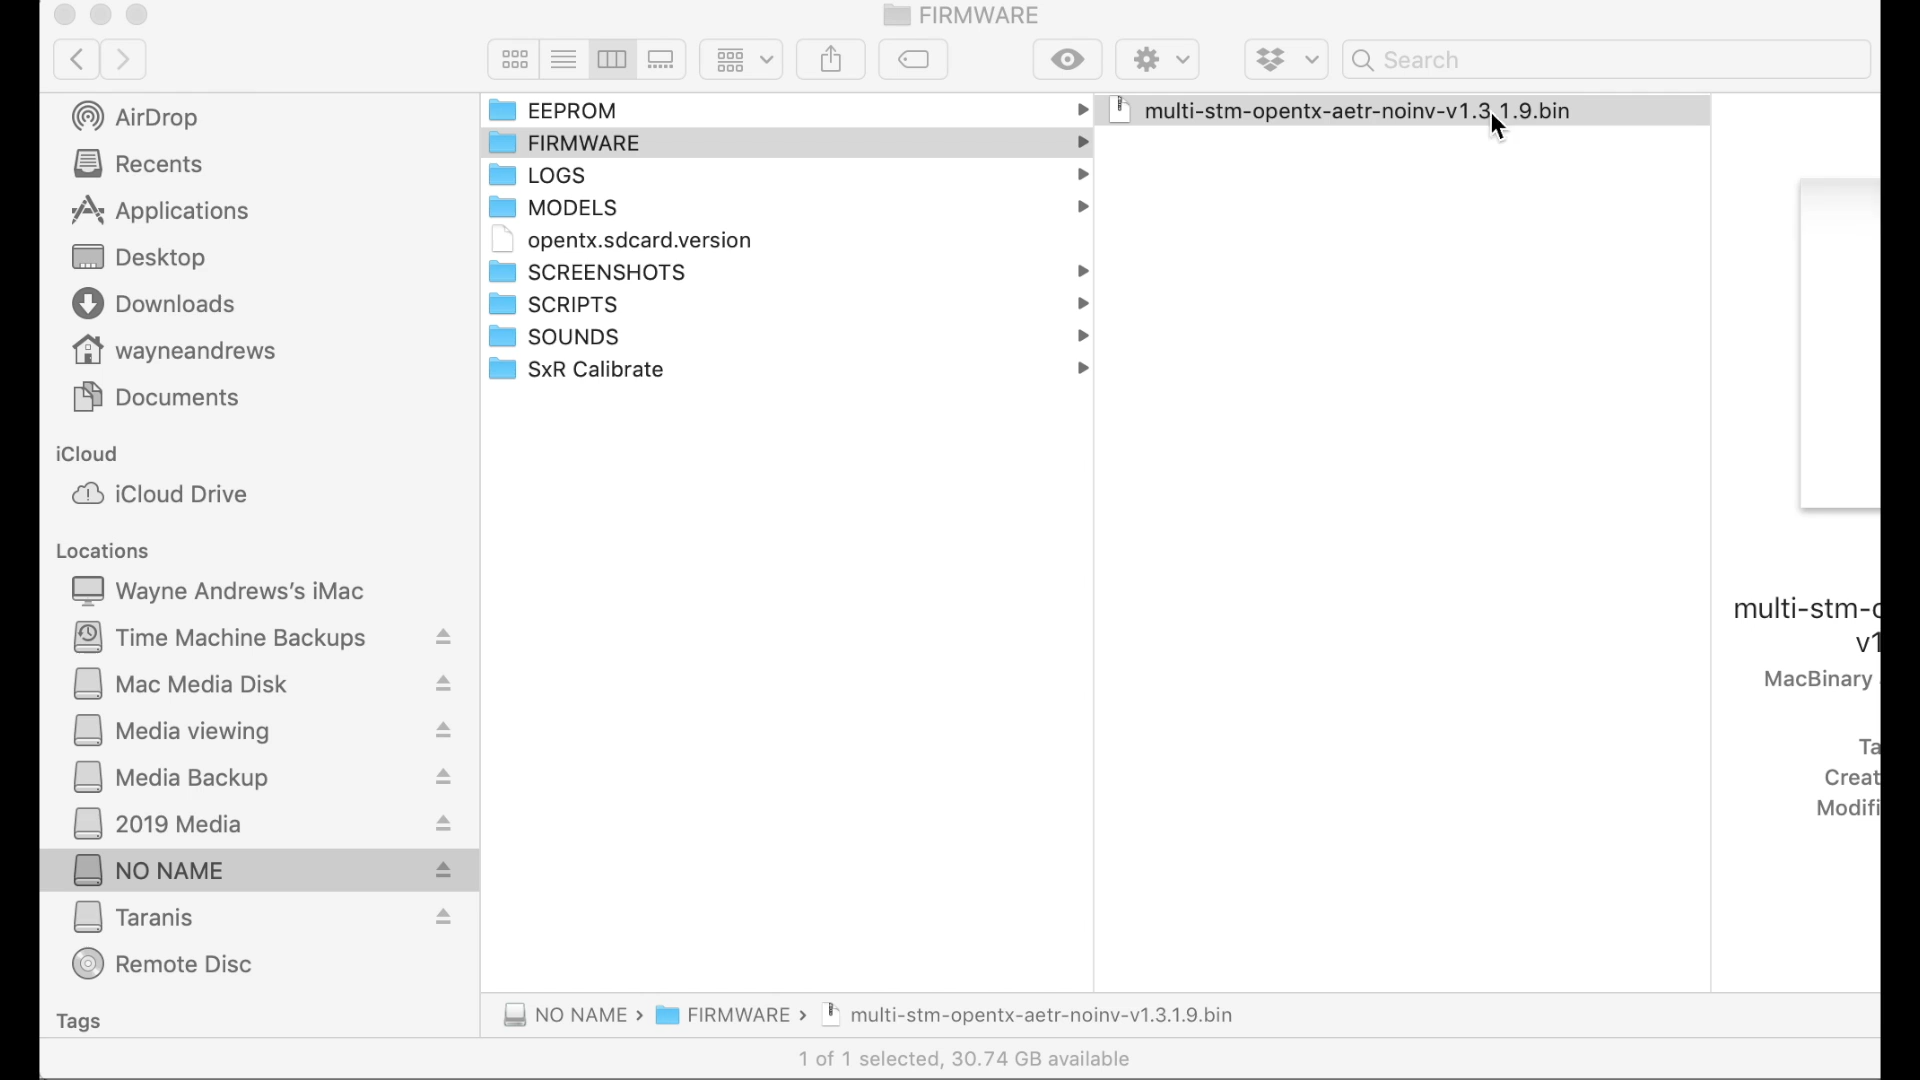 FIRMWARE
Search
AirDrop
Recents
Applications
Desktop
Downloads
wayneandrews
Documents
iCloud
iCloud Drive
Locations
Wayne Andrews’s iMac
Time Machine Backups
Mac Media Disk
Media viewing
Media Backup
2019 Media
NO NAME
Taranis
Remote Disc
Tags
EEPROM
FIRMWARE
LOGS
MODELS
opentx.sdcard.version
SCREENSHOTS
SCRIPTS
SOUNDS
SxR Calibrate
multi-stm-opentx-aetr-noinv-v1.3.1.9.bin
multi-stm-o
v1
MacBinary
Ta
Creat
Modifi
NO NAME › FIRMWARE › multi-stm-opentx-aetr-noinv-v1.3.1.9.bin
1 of 1 selected, 30.74 GB available